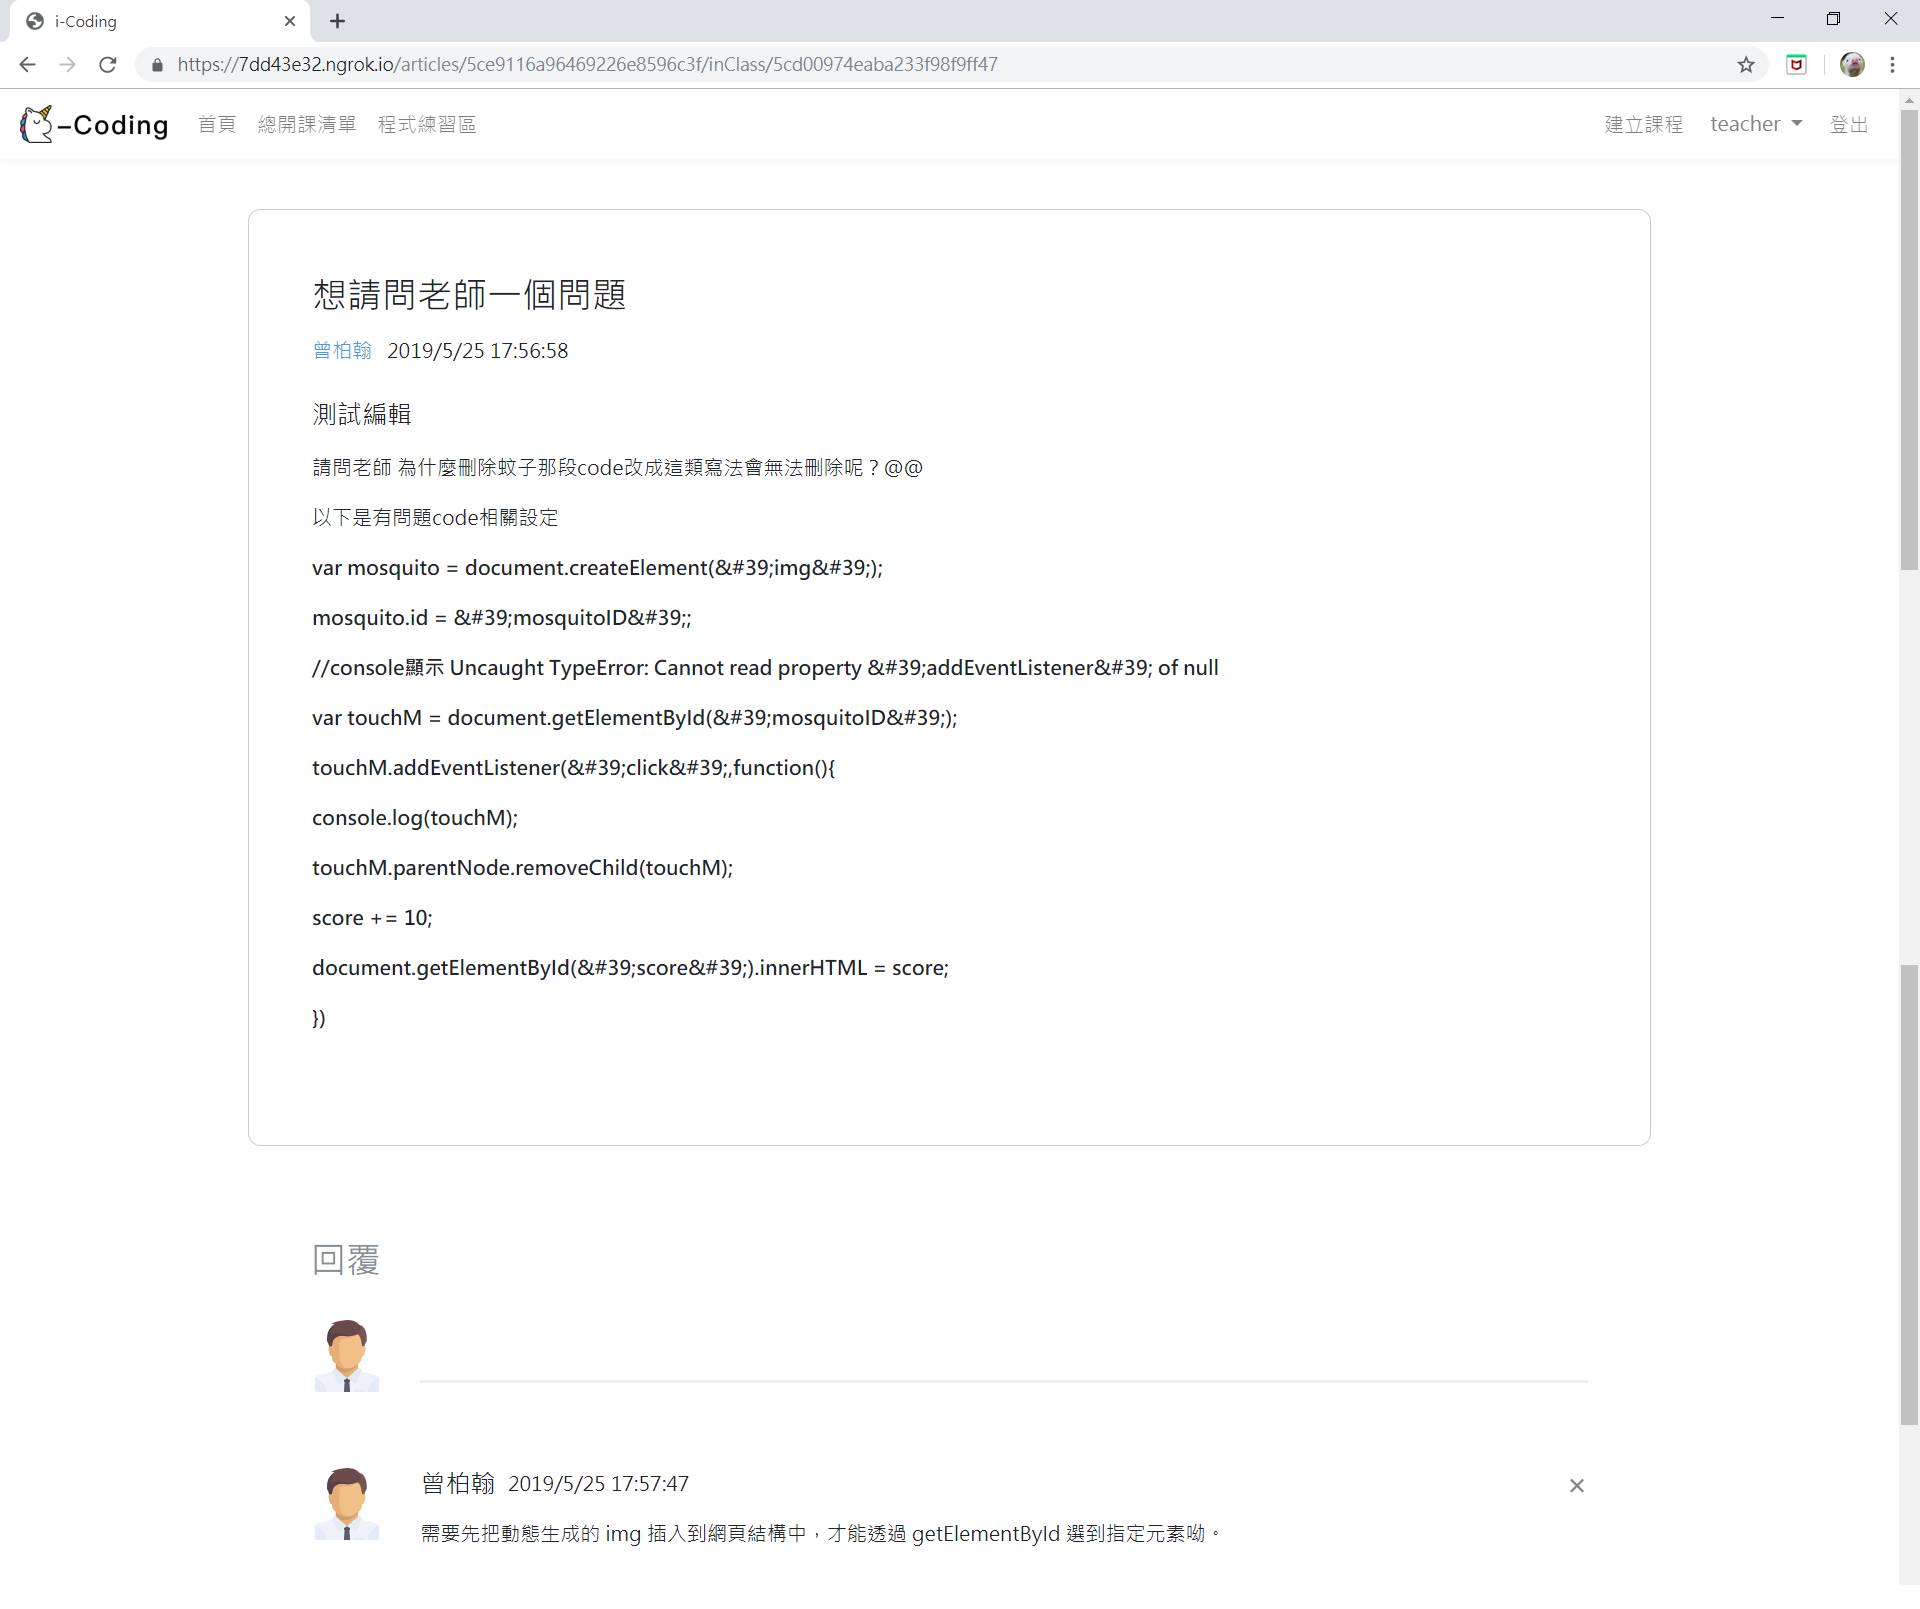 i-Coding
https://7dd43e32.ngrok.io/articles/5ce9116a96469226e8596c3f/inClass/5cd00974eaba233f98f9ff47
-Coding 首頁 總開課清單 程式練習區 建立課程 teacher 登出
想請問老師一個問題
曾柏翰 2019/5/25 17:56:58
測試編輯
請問老師 為什麼刪除蚊子那段code改成這類寫法會無法刪除呢？@@
以下是有問題code相關設定
var mosquito = document.createElement(&#39;img&#39;);
mosquito.id = &#39;mosquitoID&#39;;
//console顯示 Uncaught TypeError: Cannot read property &#39;addEventListener&#39; of null
var touchM = document.getElementById(&#39;mosquitoID&#39;);
touchM.addEventListener(&#39;click&#39;,function(){
console.log(touchM);
touchM.parentNode.removeChild(touchM);
score += 10;
document.getElementById(&#39;score&#39;).innerHTML = score;
})
回覆
曾柏翰 2019/5/25 17:57:47
需要先把動態生成的 img 插入到網頁結構中，才能透過 getElementById 選到指定元素呦。